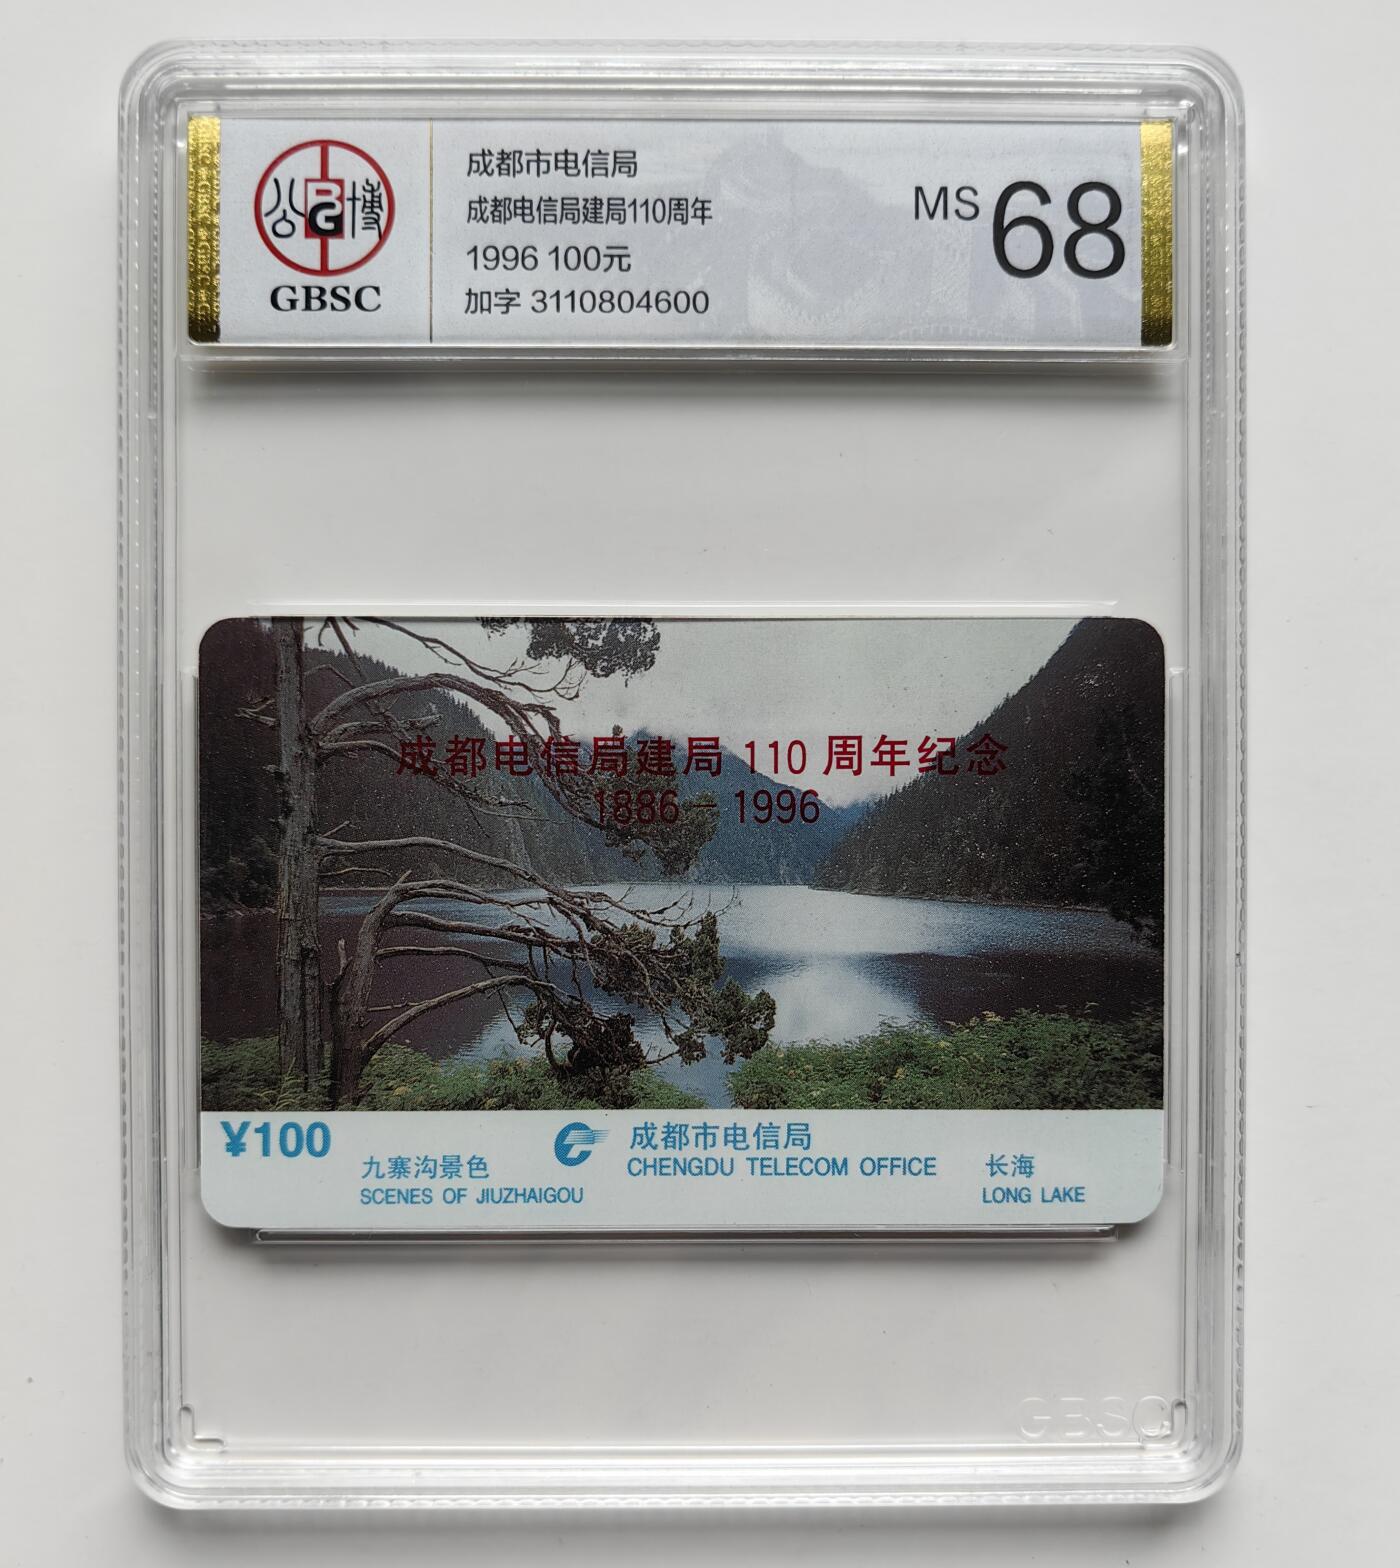 公博
BG
GBSC
成都市电信局
成都电信局建局110周年
1996 100元
加字 3110804600
MS 68
成都电信局建局 110 周年纪念
1886-1996
¥100
九寨沟景色
SCENES OF JIUZHAIGOU
成都市电信局
CHENGDU TELECOM OFFICE
长海
LONG LAKE
GBSC